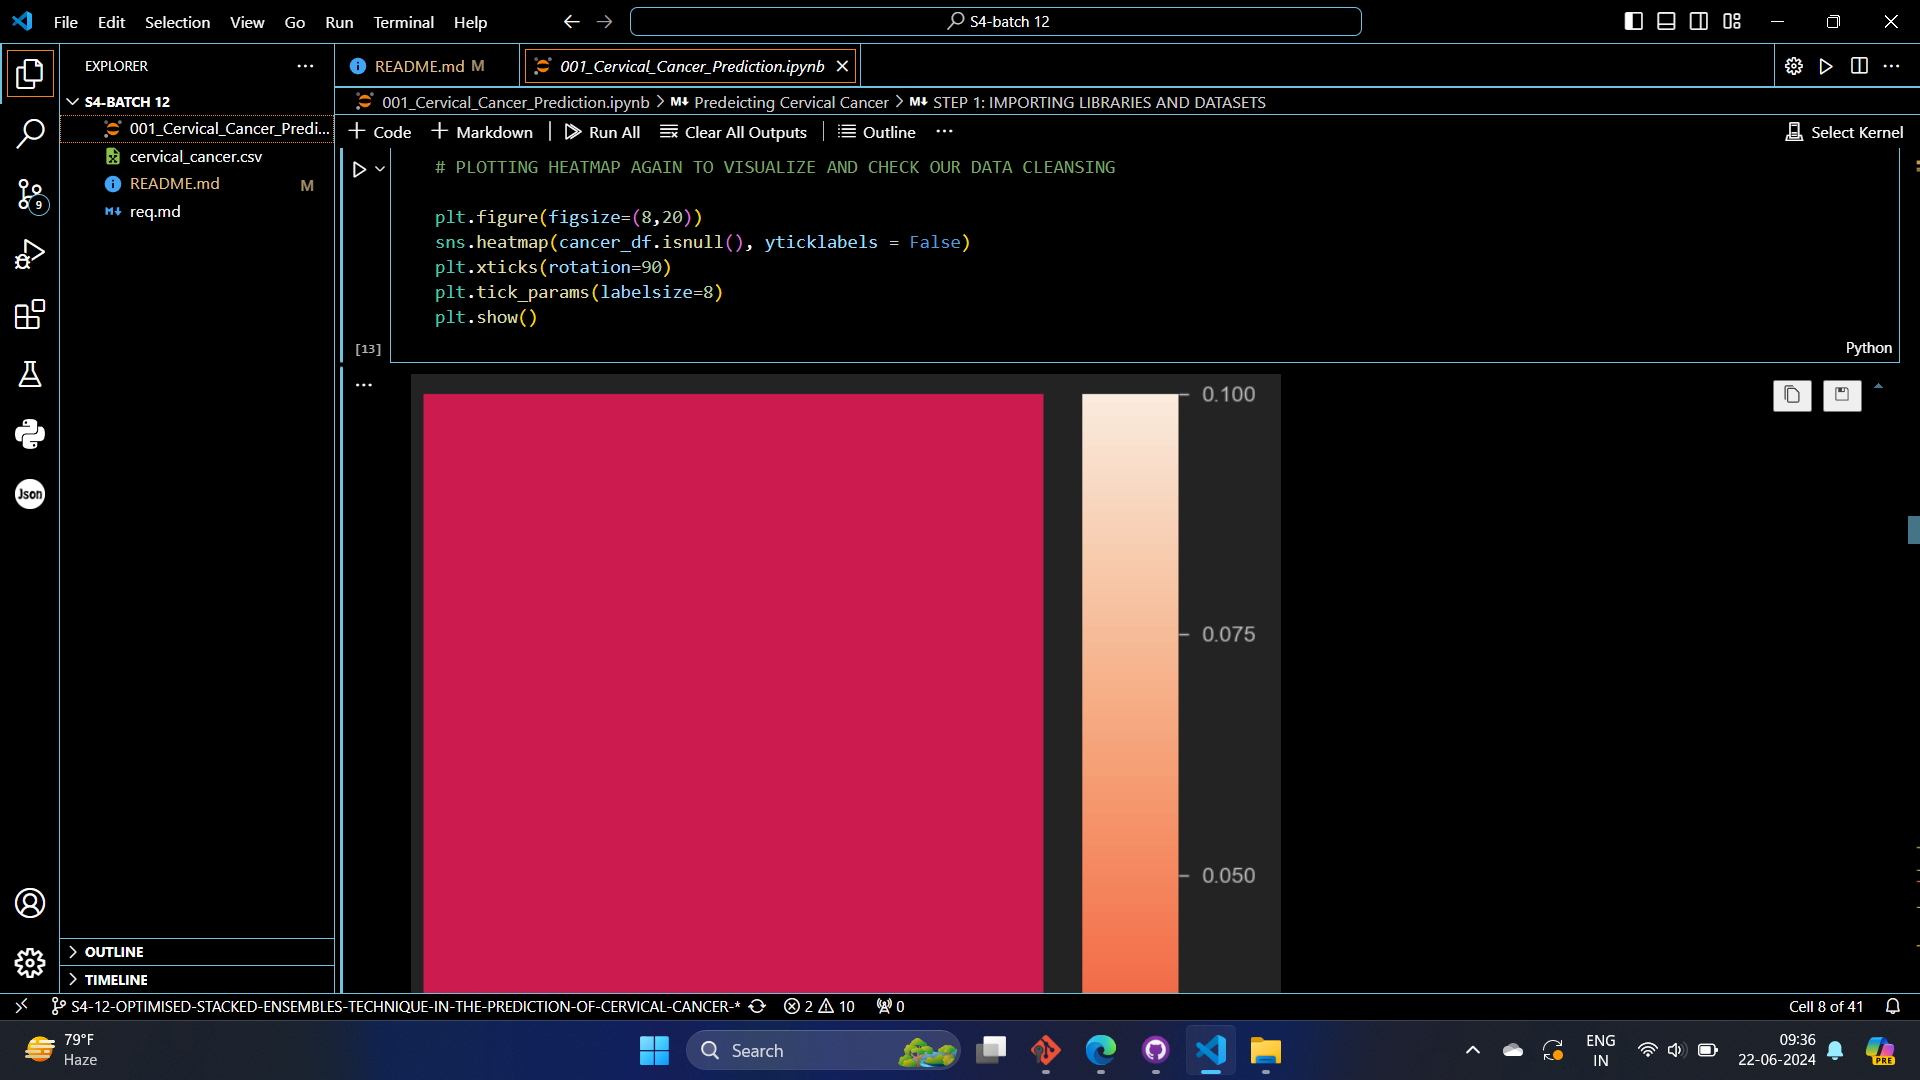 File Edit Selection View Go Run Terminal Help
S4-batch 12
EXPLORER
README.md M
001_Cervical_Cancer_Prediction.ipynb
S4-BATCH 12
001_Cervical_Cancer_Predi...
cervical_cancer.csv
README.md M
req.md
001_Cervical_Cancer_Prediction.ipynb > M↓ Predeicting Cervical Cancer > M↓ STEP 1: IMPORTING LIBRARIES AND DATASETS
+ Code + Markdown | Run All Clear All Outputs | Outline ...
Select Kernel
# PLOTTING HEATMAP AGAIN TO VISUALIZE AND CHECK OUR DATA CLEANSING
plt.figure(figsize=(8,20))
sns.heatmap(cancer_df.isnull(), yticklabels = False)
plt.xticks(rotation=90)
plt.tick_params(labelsize=8)
plt.show()
[13]
Python
0.100
0.075
0.050
9
Json
OUTLINE
TIMELINE
S4-12-OPTIMISED-STACKED-ENSEMBLES-TECHNIQUE-IN-THE-PREDICTION-OF-CERVICAL-CANCER-* 2 10 0
Cell 8 of 41
79°F
Haze
Search
ENG
IN
09:36
22-06-2024
PRE